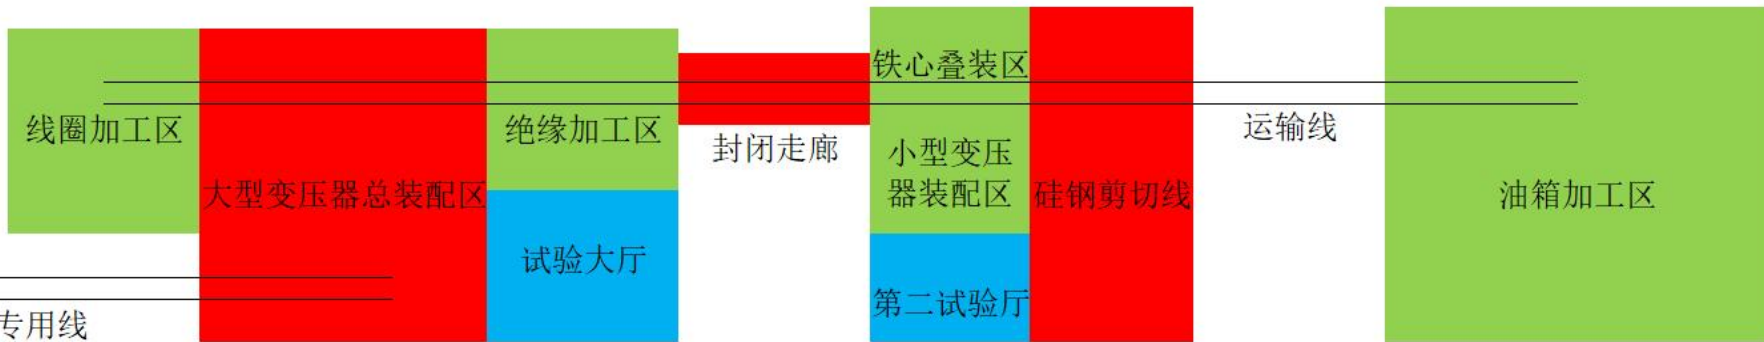 线圈加工区
大型变压器总装配区
绝缘加工区
试验大厅
封闭走廊
铁心叠装区
小型变压
器装配区
第二试验厅
硅钢剪切线
运输线
油箱加工区
专用线